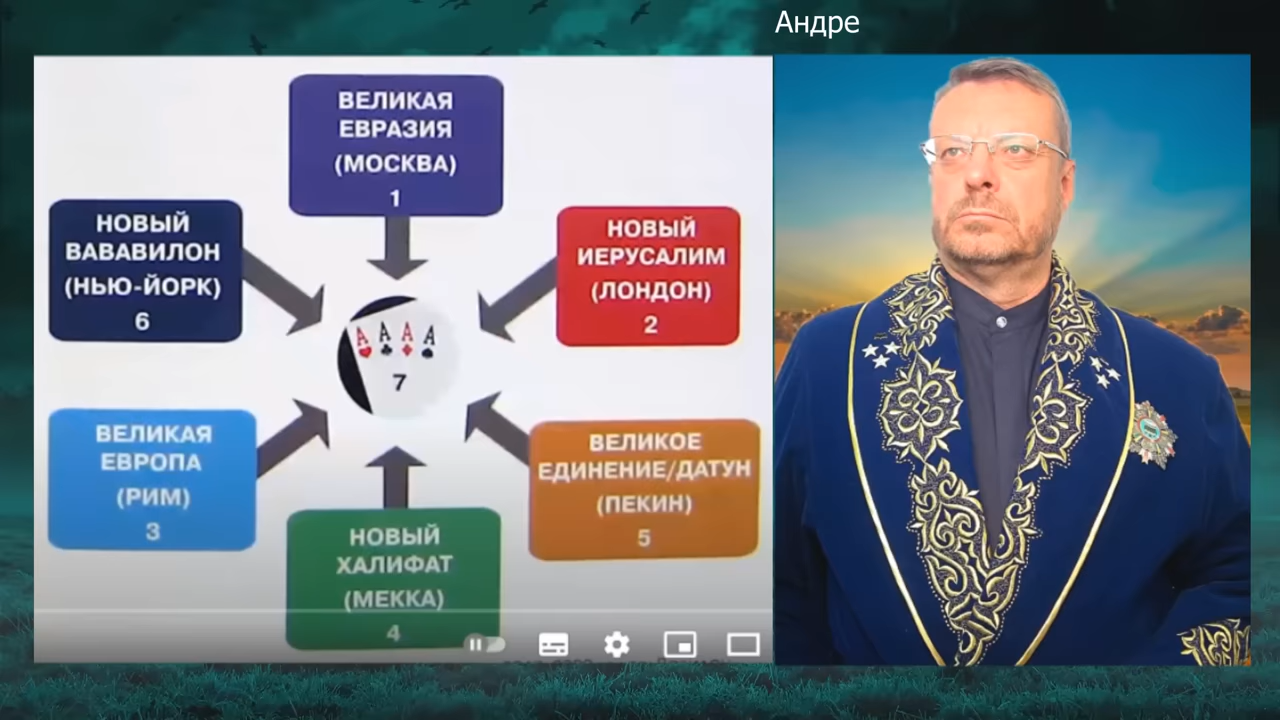 Андре
ВЕЛИКАЯ
ЕВРАЗИЯ
(МОСКВА)
1
НОВЫЙ
ВАВАВИЛОН
(НЬЮ-ЙОРК)
6
НОВЫЙ
ИЕРУСАЛИМ
(ЛОНДОН)
2
A A A A
7
ВЕЛИКАЯ
ЕВРОПА
(РИМ)
3
ВЕЛИКОЕ
ЕДИНЕНИЕ/ДАТУН
(ПЕКИН)
5
НОВЫЙ
ХАЛИФАТ
(МЕККА)
4